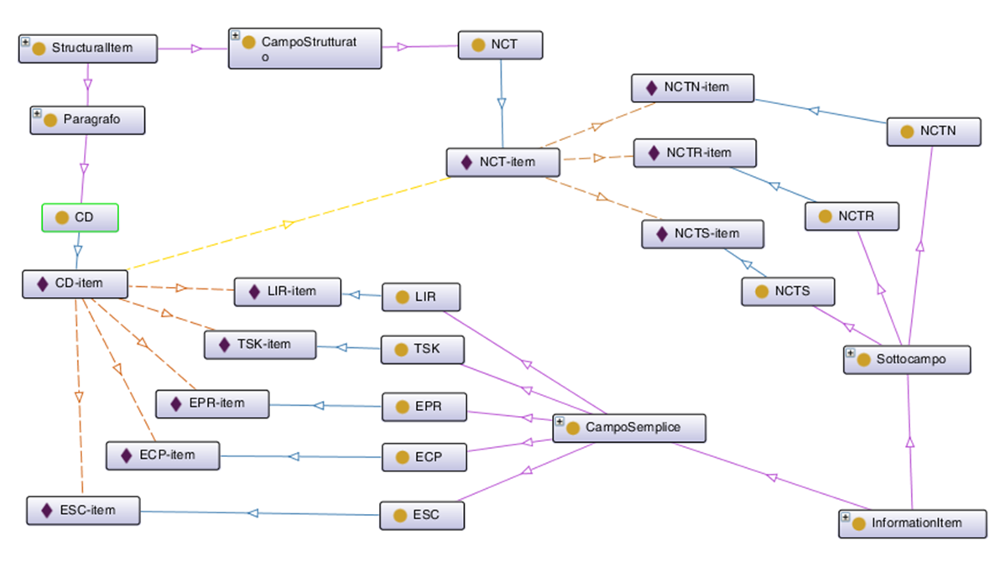 StructuralItem
CampoStrutturat
o
NCT
NCTN-item
Paragrafo
NCTN
NCTR-item
NCT-item
CD
NCTR
NCTS-item
CD-item
LIR-item
LIR
NCTS
TSK-item
TSK
Sottocampo
EPR-item
EPR
CampoSemplice
ECP-item
ECP
ESC-item
ESC
InformationItem